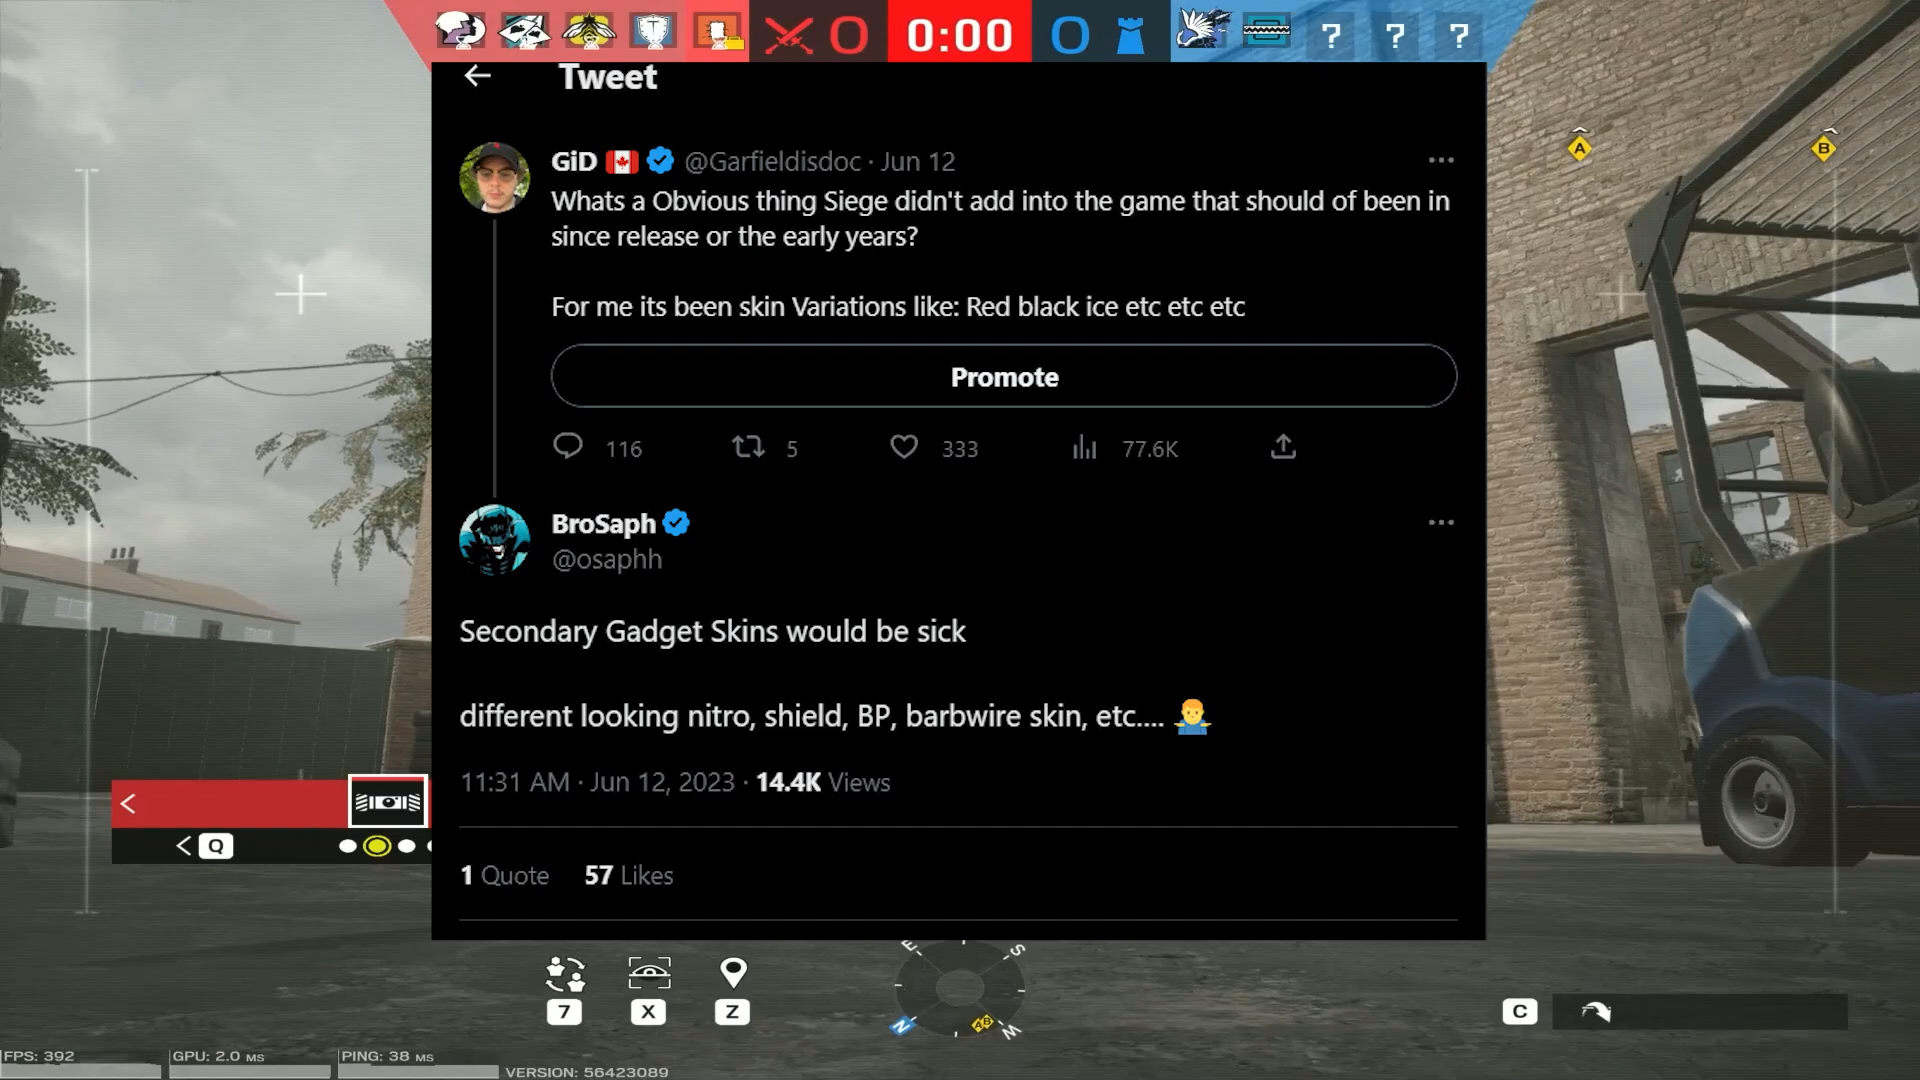 0 0:00 0 ? ? ?
Tweet
A B
GiD @Garfieldisdoc · Jun 12
Whats a Obvious thing Siege didn't add into the game that should of been in
since release or the early years?
For me its been skin Variations like: Red black ice etc etc etc
Promote
116 5 333 77.6K
BroSaph
@osaphh
Secondary Gadget Skins would be sick
different looking nitro, shield, BP, barbwire skin, etc....
11:31 AM · Jun 12, 2023 · 14.4K Views
Q
1 Quote 57 Likes
E S
7 X Z
C
N AB W
FPS: 392 GPU: 2.0 MS PING: 38 MS
VERSION: 56423089